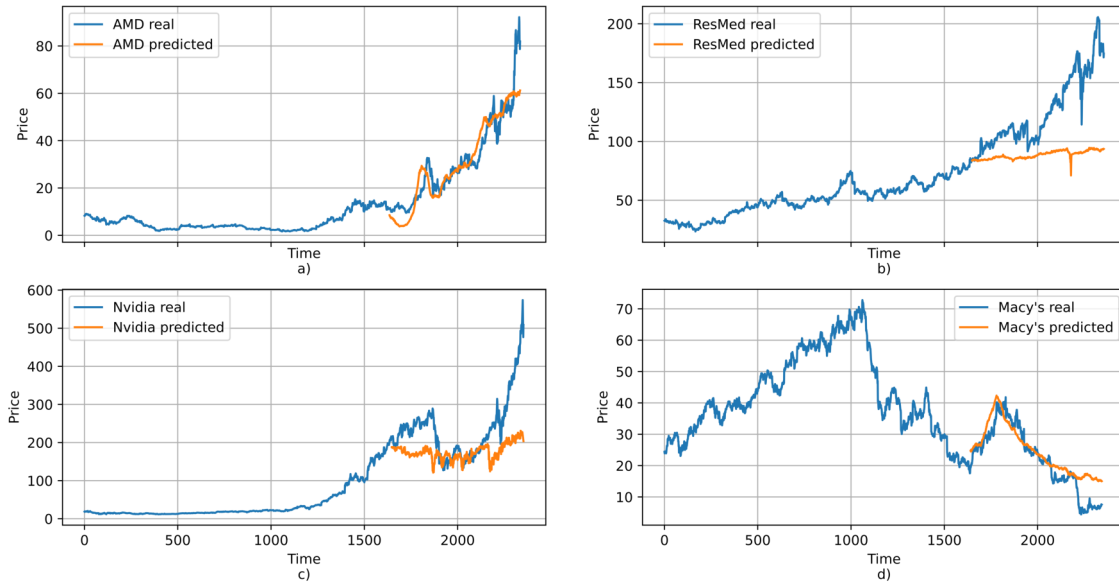 AMD real
AMD predicted
80
60
40
20
0
Price
Time
a)
ResMed real
ResMed predicted
200
150
100
50
Price
Time
b)
Nvidia real
Nvidia predicted
600
500
400
300
200
100
0
Price
0 500 1000 1500 2000
Time
c)
Macy's real
Macy's predicted
70
60
50
40
30
20
10
Price
0 500 1000 1500 2000
Time
d)